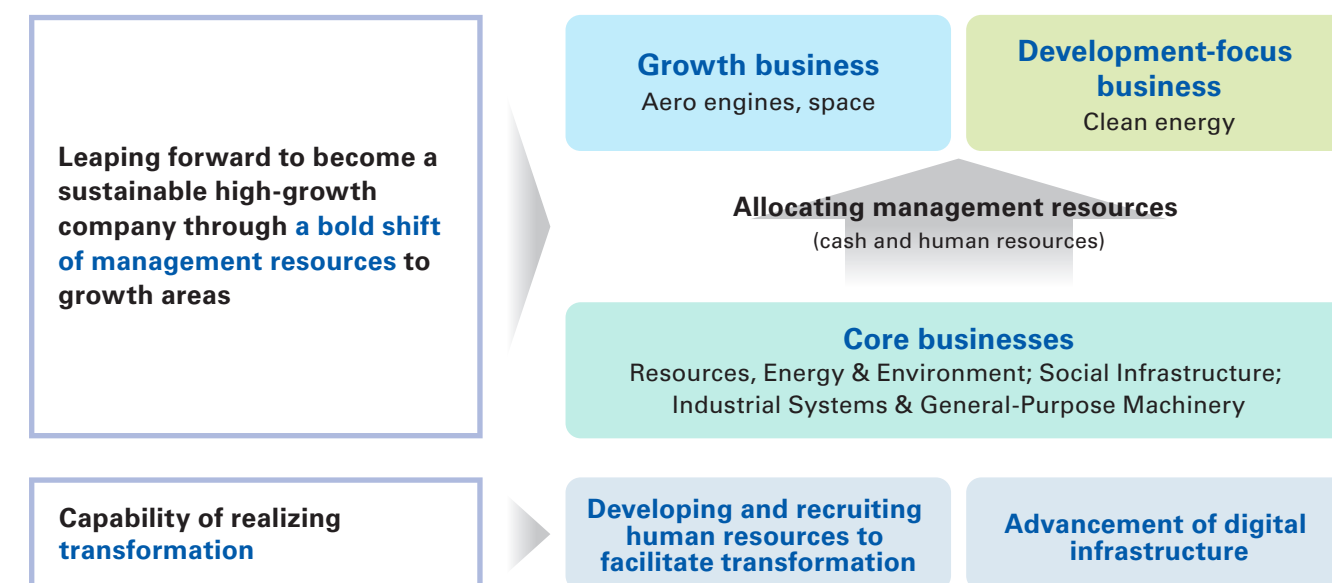 Leaping forward to become a
sustainable high-growth
company through a bold shift
of management resources to
growth areas
Growth business
Aero engines, space
Development-focus
business
Clean energy
Allocating management resources
(cash and human resources)
Core businesses
Resources, Energy & Environment; Social Infrastructure;
Industrial Systems & General-Purpose Machinery
Capability of realizing
transformation
Developing and recruiting
human resources to
facilitate transformation
Advancement of digital
infrastructure